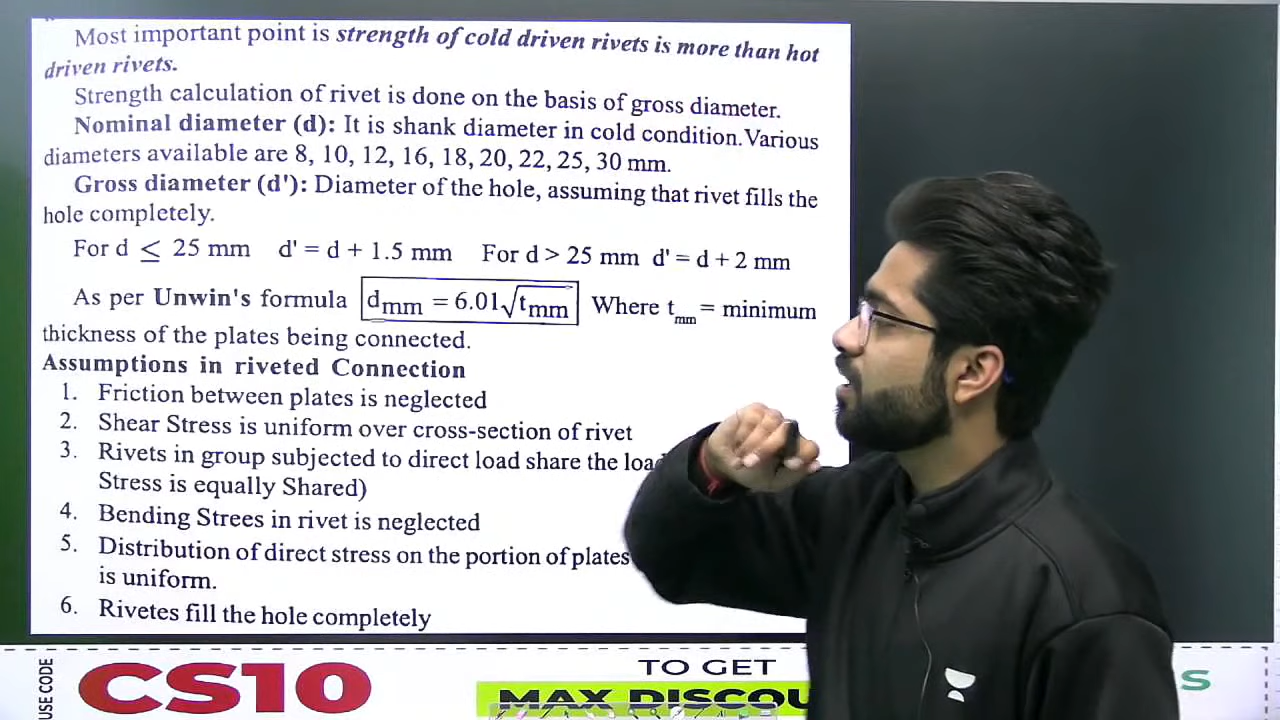 Most important point is strength of cold driven rivets is more than hot
driven rivets.
Strength calculation of rivet is done on the basis of gross diameter.
Nominal diameter (d): It is shank diameter in cold condition. Various
diameters available are 8, 10, 12, 16, 18, 20, 22, 25, 30 mm.
Gross diameter (d'): Diameter of the hole, assuming that rivet fills the
hole completely.
For d ≤ 25 mm d' = d + 1.5 mm For d > 25 mm d' = d + 2 mm
As per Unwin's formula d_mm = 6.01√t_mm Where t_mm = minimum
thickness of the plates being connected.
Assumptions in riveted Connection
1. Friction between plates is neglected
2. Shear Stress is uniform over cross-section of rivet
3. Rivets in group subjected to direct load share the
Stress is equally Shared)
4. Bending Strees in rivet is neglected
5. Distribution of direct stress on the portion of plates
is uniform.
6. Rivetes fill the hole completely
USE CODE
CS10
TO GET
MAX
S